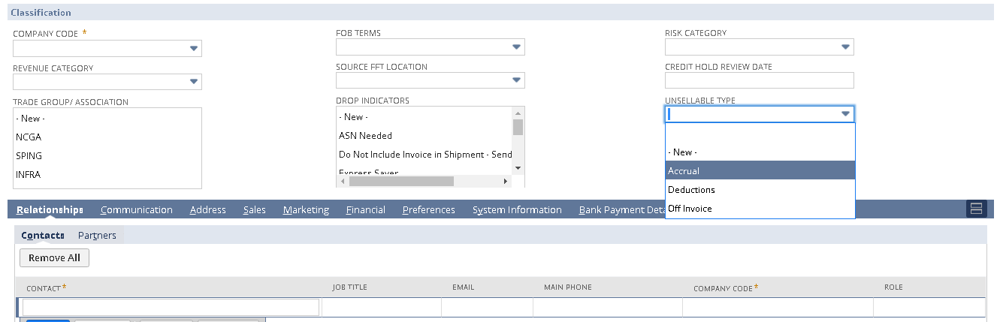 Classification
COMPANY CODE *
FOB TERMS
RISK CATEGORY
REVENUE CATEGORY
SOURCE FFT LOCATION
CREDIT HOLD REVIEW DATE
TRADE GROUP/ ASSOCIATION
- New -
NCGA
SPING
INFRA
DROP INDICATORS
- New -
ASN Needed
Do Not Include Invoice in Shipment - Send
Express Saver
UNSELLABLE TYPE
- New -
Accrual
Deductions
Off Invoice
Relationships Communication Address Sales Marketing Financial Preferences System Information Bank Payment Deta
Contacts Partners
Remove All
CONTACT * JOB TITLE EMAIL MAIN PHONE COMPANY CODE * ROLE